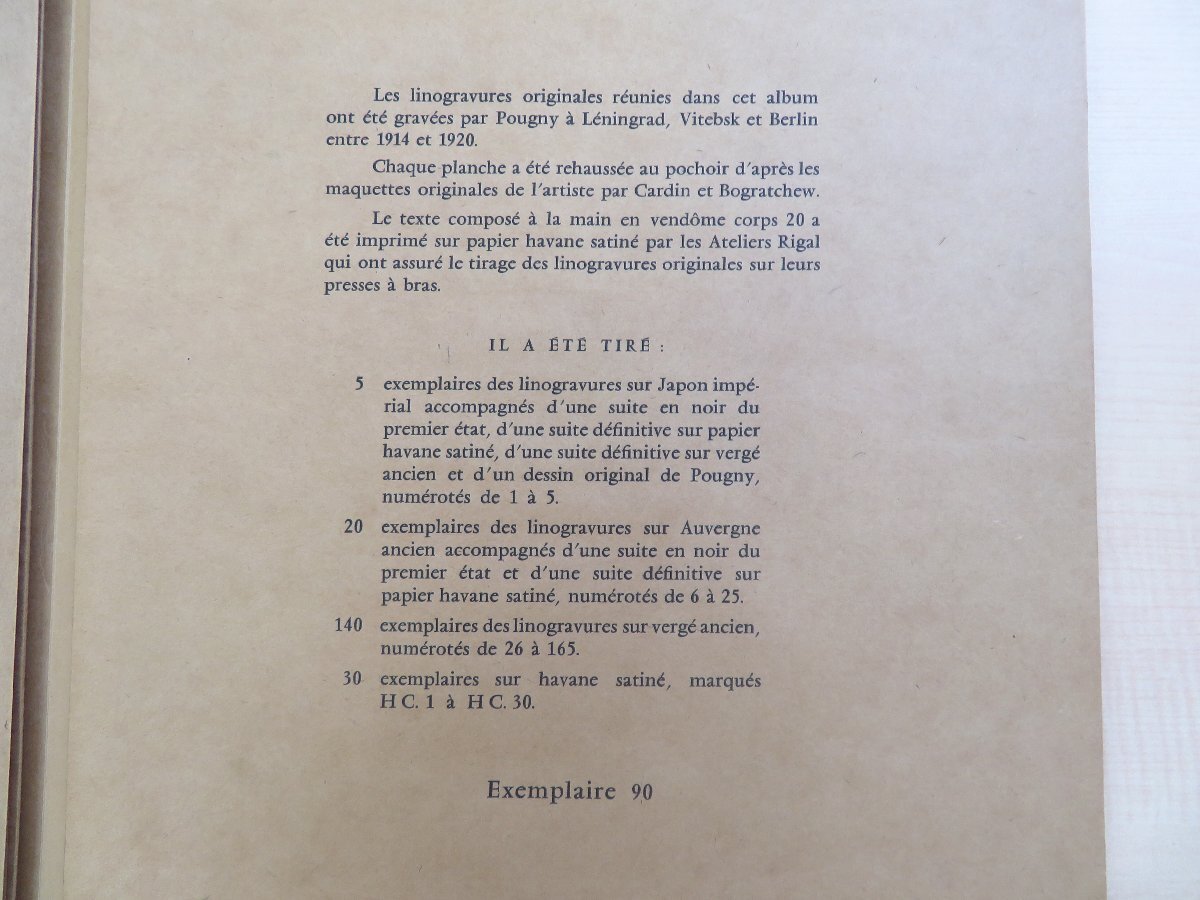 Les linogravures originales réunies dans cet album
ont été gravées par Pougny à Léningrad, Vitebsk et Berlin
entre 1914 et 1920.
Chaque planche a été rehaussée au pochoir d'après les
maquettes originales de l'artiste par Cardin et Bogratchew.
Le texte composé à la main en vendôme corps 20 a
été imprimé sur papier havane satiné par les Ateliers Rigal
qui ont assuré le tirage des linogravures originales sur leurs
presses à bras.
IL A ÉTÉ TIRÉ :
5 exemplaires des linogravures sur Japon impé-
rial accompagnés d'une suite en noir du
premier état, d'une suite définitive sur papier
havane satiné, d'une suite définitive sur vergé
ancien et d'un dessin original de Pougny,
numérotés de 1 à 5.
20 exemplaires des linogravures sur Auvergne
ancien accompagnés d'une suite en noir du
premier état et d'une suite définitive sur
papier havane satiné, numérotés de 6 à 25.
140 exemplaires des linogravures sur vergé ancien,
numérotés de 26 à 165.
30 exemplaires sur havane satiné, marqués
H C. 1 à H C. 30.
Exemplaire 90